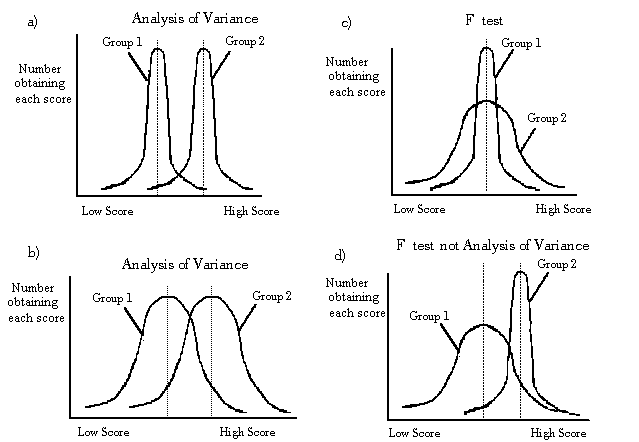 a)
Analysis of Variance
Group 1
Group 2
Number
obtaining
each score
Low Score
High Score
c)
F test
Group 1
Number
obtaining
each score
Group 2
Low Score
High Score
b)
Analysis of Variance
Number
obtaining
each score
Group 1
Group 2
Low Score
High Score
d)
F test not Analysis of Variance
Group 2
Number
obtaining
each score
Group 1
Low Score
High Score